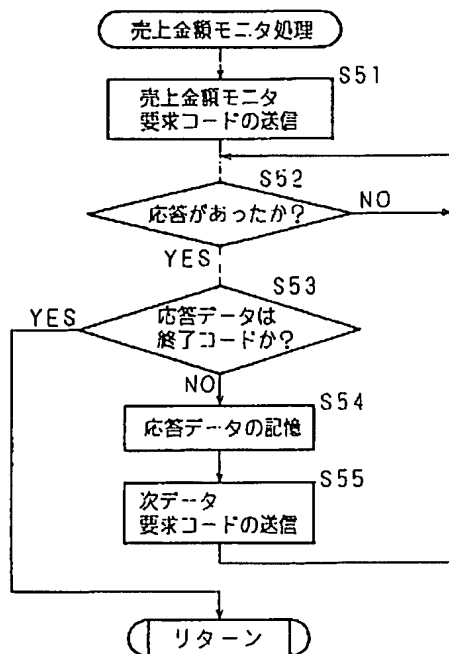 売上金額モニタ処理
S51
売上金額モニタ
要求コードの送信
S52
応答があったか?
NO
YES
S53
YES
応答データは
終了コードか?
NO
S54
応答データの記憶
S55
次データ
要求コードの送信
リターン